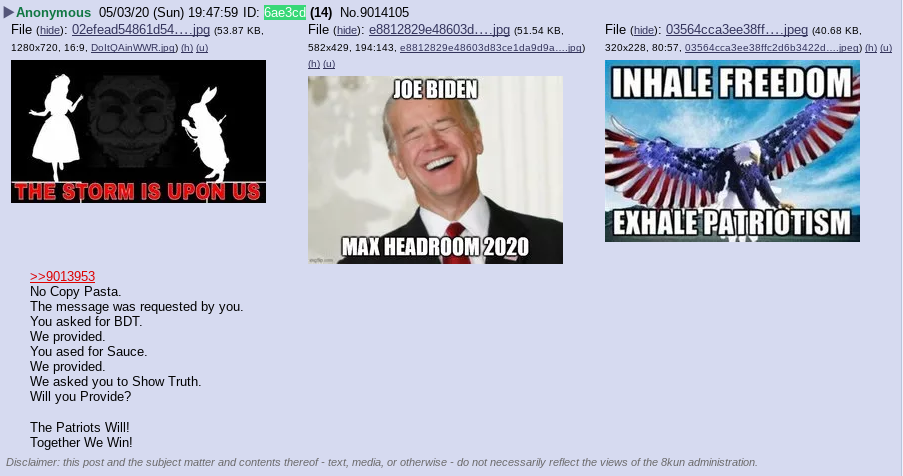 ▶Anonymous 05/03/20 (Sun) 19:47:59 ID: 6ae3cd (14) No.9014105
File (hide): 02efead54861d54….jpg (53.87 KB, 1280x720, 16:9, DoItQAinWWR.jpg) (h) (u)
THE STORM IS UPON US
File (hide): e8812829e48603d….jpg (51.54 KB, 582x429, 194:143, e8812829e48603d83ce1da9d9a….jpg) (h) (u)
JOE BIDEN
MAX HEADROOM 2020
imgflip.com
File (hide): 03564cca3ee38ff….jpeg (40.68 KB, 320x228, 80:57, 03564cca3ee38ffc2d6b3422d….jpeg) (h) (u)
INHALE FREEDOM
EXHALE PATRIOTISM
>>9013953
No Copy Pasta.
The message was requested by you.
You asked for BDT.
We provided.
You ased for Sauce.
We provided.
We asked you to Show Truth.
Will you Provide?
The Patriots Will!
Together We Win!
Disclaimer: this post and the subject matter and contents thereof - text, media, or otherwise - do not necessarily reflect the views of the 8kun administration.